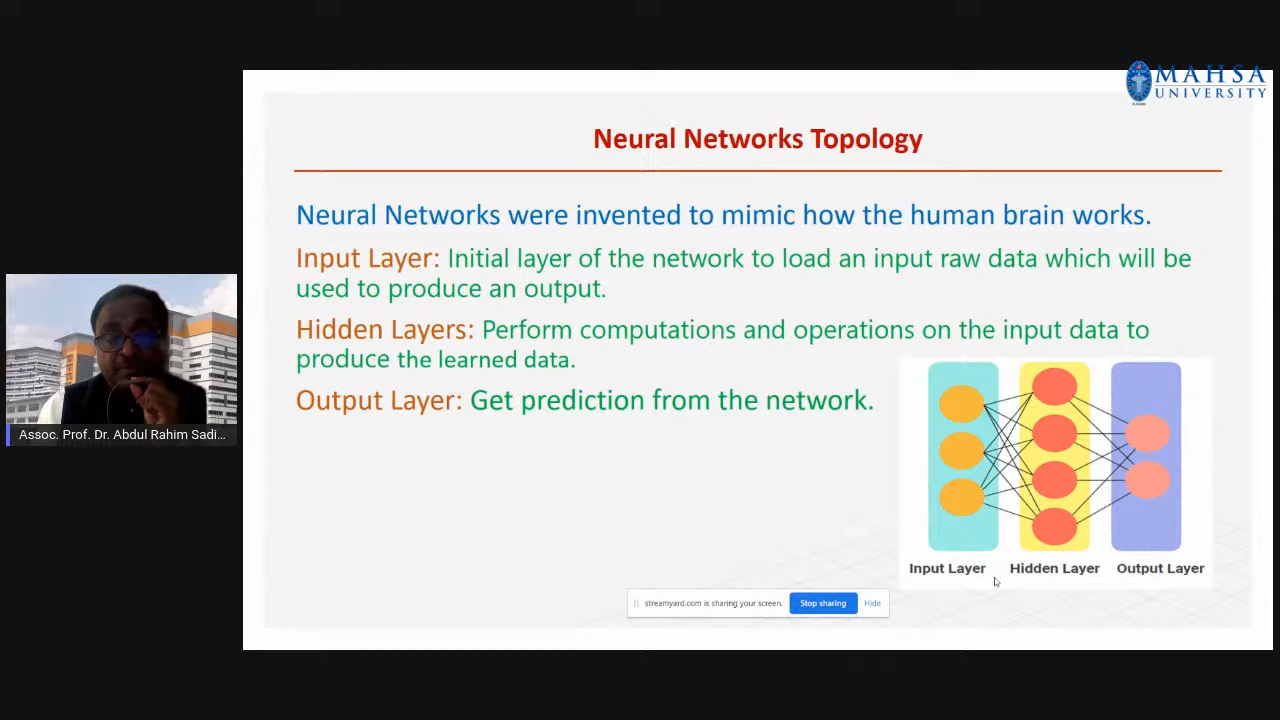 MAHSA
UNIVERSITY
Neural Networks Topology
Neural Networks were invented to mimic how the human brain works.
Input Layer: Initial layer of the network to load an input raw data which will be
used to produce an output.
Hidden Layers: Perform computations and operations on the input data to
produce the learned data.
Output Layer: Get prediction from the network.
Input Layer Hidden Layer Output Layer
streamyard.com is sharing your screen. Stop sharing Hide
Assoc. Prof. Dr. Abdul Rahim Sadi...